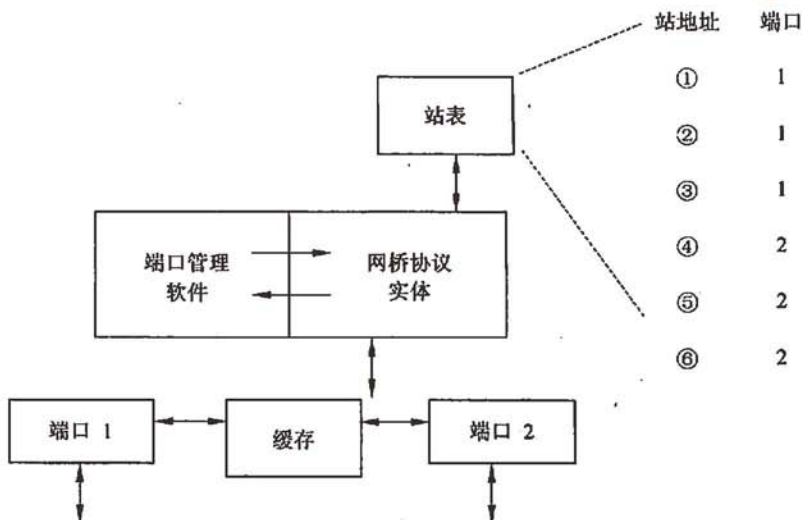 站地址 端口
① 1
站表
② 1
③ 1
端口管理
软件
网桥协议
实体
④ 2
⑤ 2
⑥ 2
端口 1
缓存
端口 2